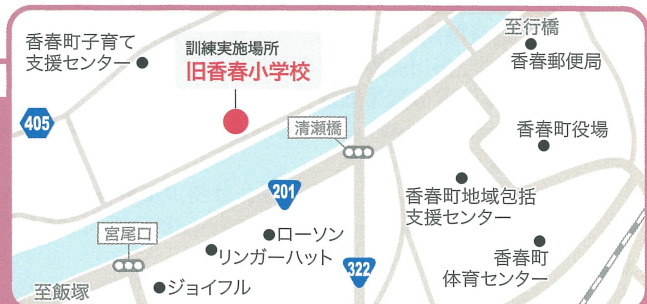 至行橋
香春町子育て
支援センター
訓練実施場所
旧香春小学校
香春郵便局
405
清瀬橋
香春町役場
201
香春町地域包括
支援センター
宮尾口
ローソン
リンガーハット
322
香春町
体育センター
至飯塚
ジョイフル